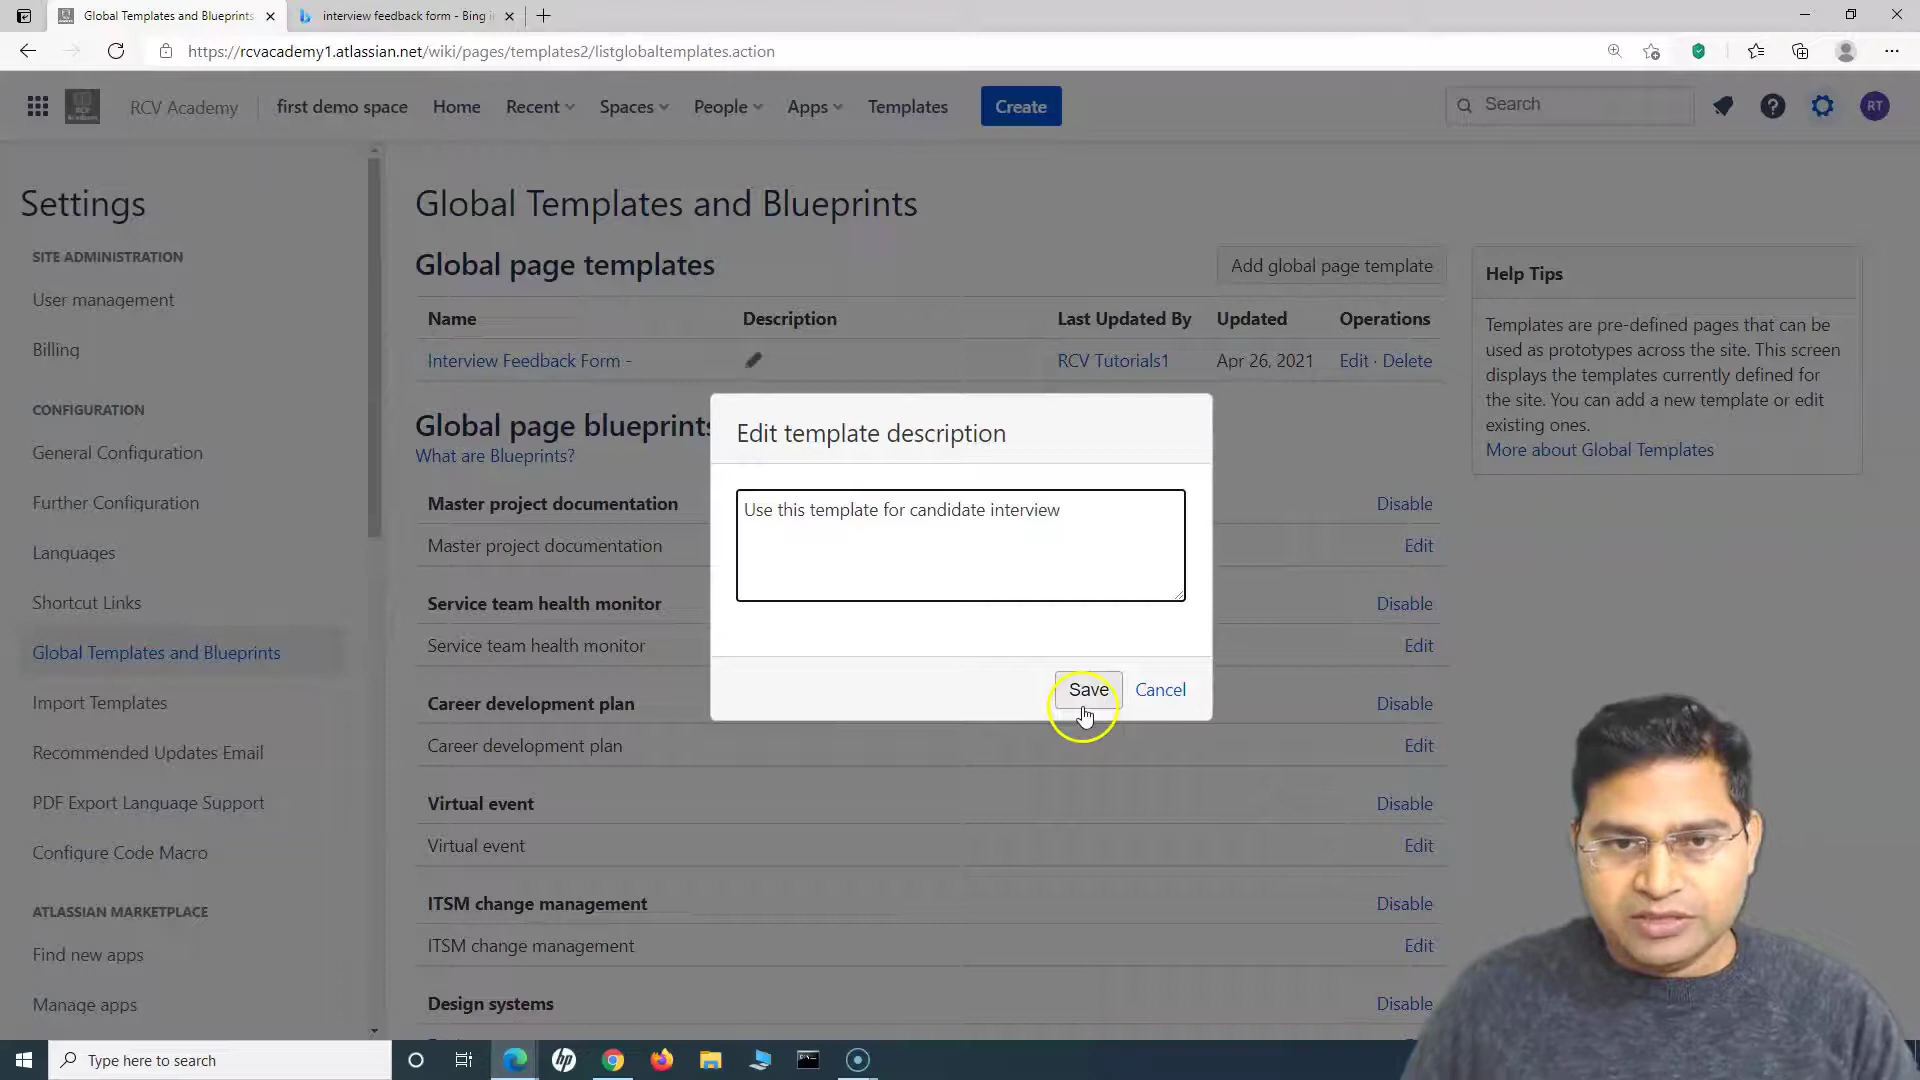 Global Templates and Blueprints
interview feedback form - Bing
https://rcvacademy1.atlassian.net/wiki/pages/templates2/listglobaltemplates.action
RCV Academy
first demo space
Home
Recent
Spaces
People
Apps
Templates
Create
Search
RT
Settings
SITE ADMINISTRATION
User management
Billing
CONFIGURATION
General Configuration
Further Configuration
Languages
Shortcut Links
Global Templates and Blueprints
Import Templates
Recommended Updates Email
PDF Export Language Support
Configure Code Macro
ATLASSIAN MARKETPLACE
Find new apps
Manage apps
Global Templates and Blueprints
Global page templates
Add global page template
Name Description Last Updated By Updated Operations
Interview Feedback Form - RCV Tutorials1 Apr 26, 2021 Edit · Delete
Global page blueprints
What are Blueprints?
Master project documentation Disable
Master project documentation Edit
Service team health monitor Disable
Service team health monitor Edit
Career development plan Disable
Career development plan Edit
Virtual event Disable
Virtual event Edit
ITSM change management Disable
ITSM change management Edit
Design systems Disable
Edit template description
Use this template for candidate interview
Save Cancel
Help Tips
Templates are pre-defined pages that can be
used as prototypes across the site. This screen
displays the templates currently defined for
the site. You can add a new template or edit
existing ones.
More about Global Templates
Type here to search